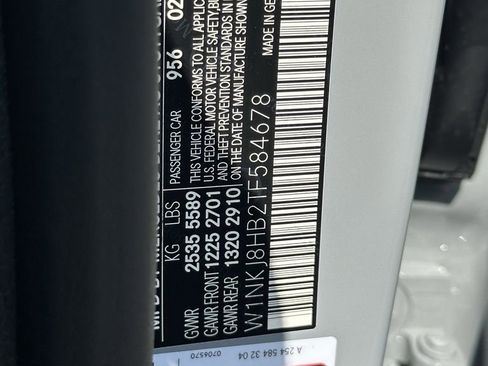 956 02
PASSENGER CAR
THIS VEHICLE CONFORMS TO ALL APPLIC
U.S. FEDERAL MOTOR VEHICLE SAFETY, BU
AND THEFT PREVENTION STANDARDS IN E
ON THE DATE OF MANUFACTURE SHOWN
MADE IN GE
KG LBS
GVWR 2535 5589
GAWR FRONT 1225 2701
GAWR REAR 1320 2910
W1NKJ8HB2TF584678
A 254 584 32 04
0706570